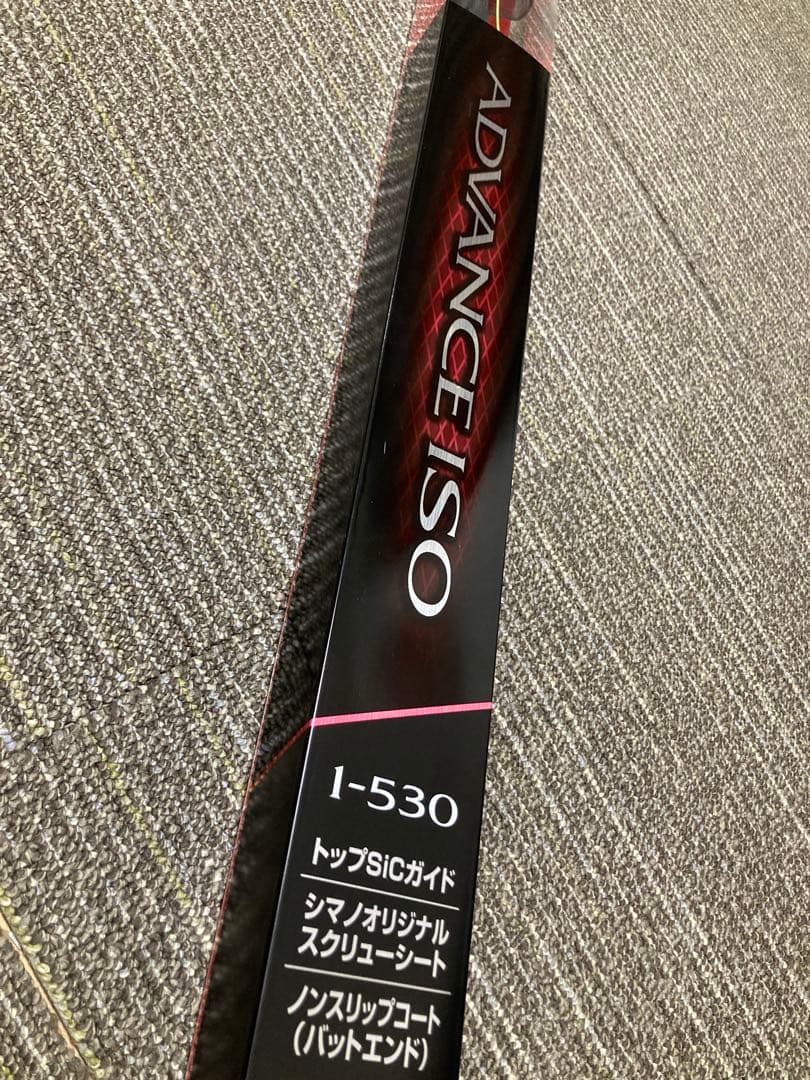 ADVANCE ISO
1-530
トップSiCガイド
シマノオリジナル
スクリューシート
ノンスリップコート
(バットエンド)